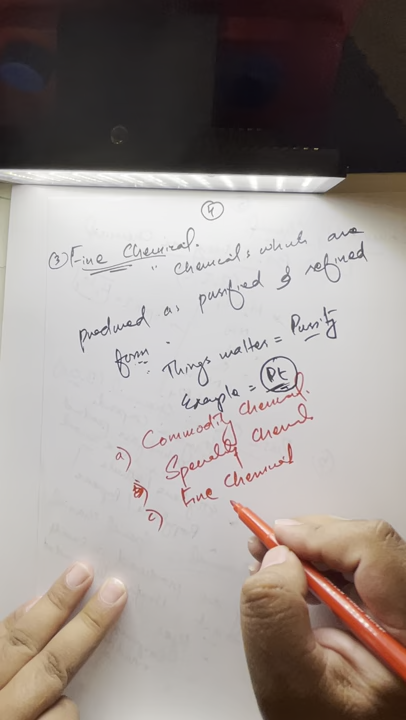 4
③ Fine Chemical.
" Chemicals which are
produced as purified & refined
form.
Things matter = Purity
Example = Pt
a) Commodity Chemical.
b) Specialty Chemical
c) Fine Chemical